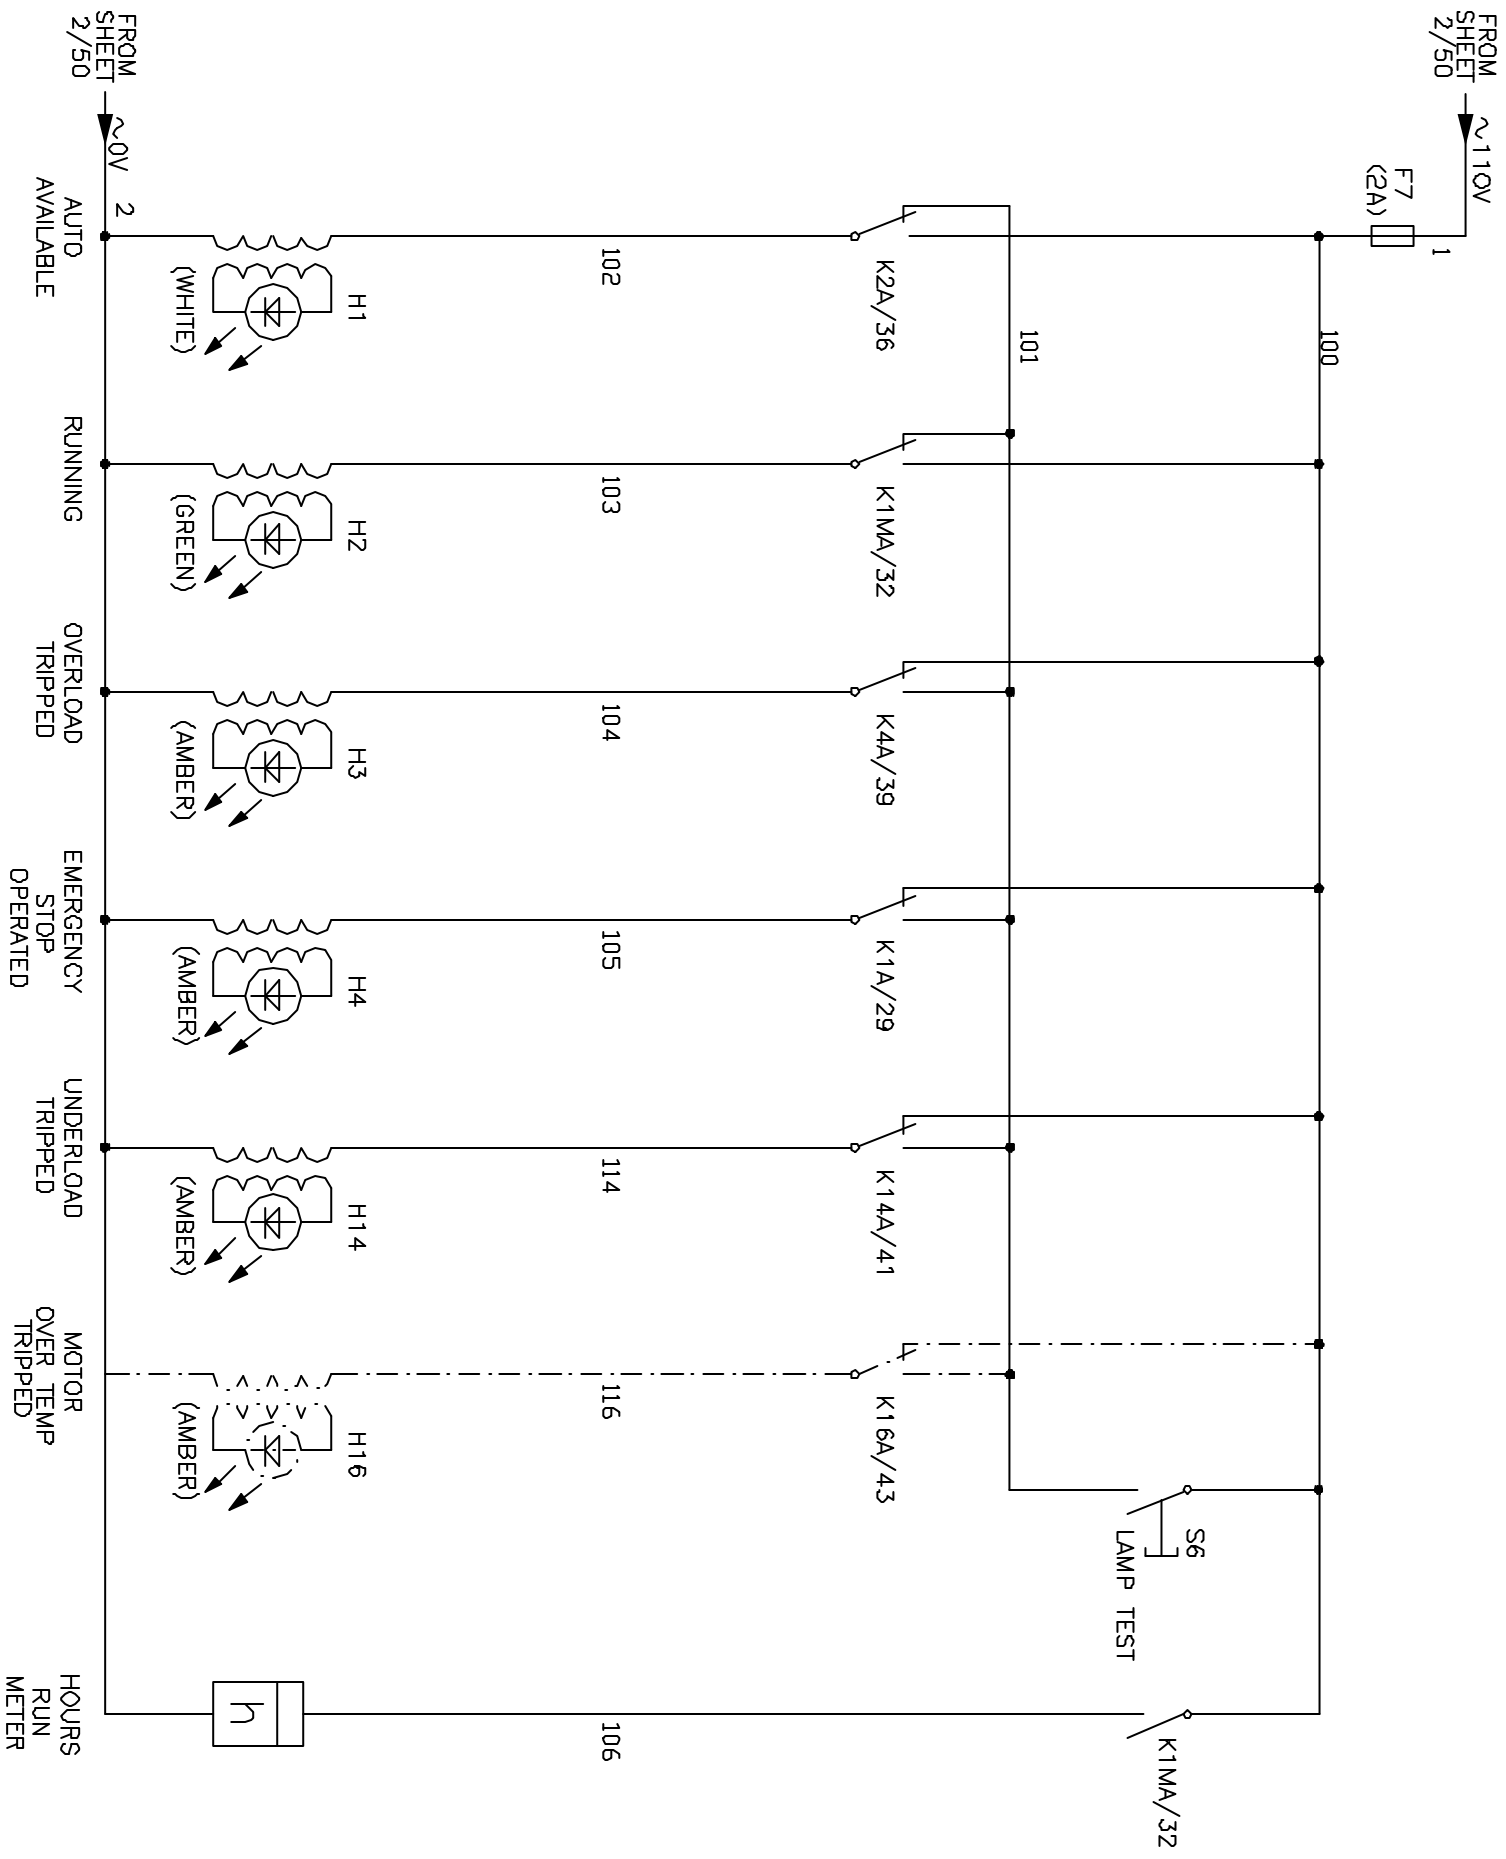 FROM
SHEET
2/50
~110V
1
F7
(2A)
100
101
K2A/36
K1MA/32
K4A/39
K1A/29
K14A/41
K16A/43
S6
LAMP TEST
K1MA/32
102
103
104
105
114
116
106
H1
H2
H3
H4
H14
H16
h
(WHITE)
(GREEN)
(AMBER)
(AMBER)
(AMBER)
(AMBER)
FROM
SHEET
2/50
~0V
2
AUTO
AVAILABLE
RUNNING
OVERLOAD
TRIPPED
EMERGENCY
STOP
OPERATED
UNDERLOAD
TRIPPED
MOTOR
OVER TEMP
TRIPPED
HOURS
RUN
METER